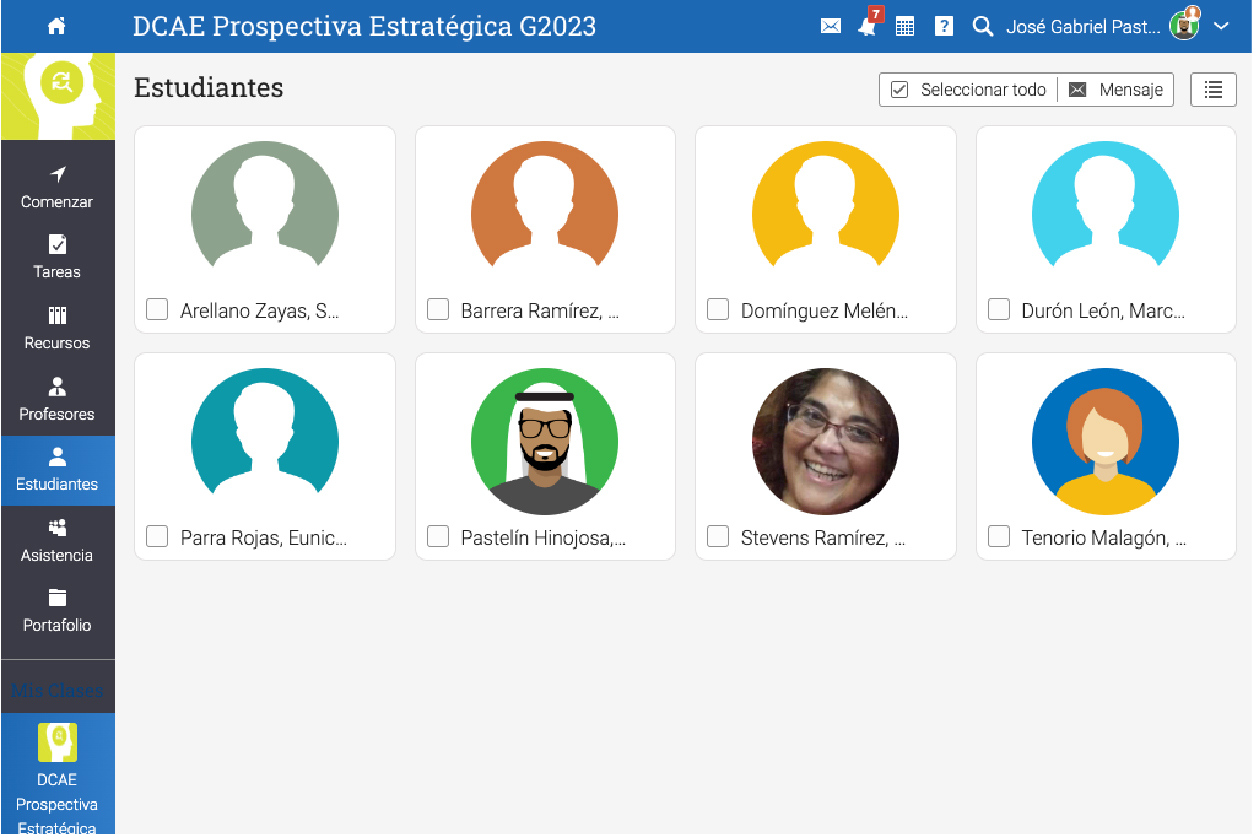 DCAE Prospectiva Estratégica G2023
7
?
José Gabriel Past...
Estudiantes
Seleccionar todo
Mensaje
Comenzar
Tareas
Recursos
Profesores
Estudiantes
Asistencia
Portafolio
Mis Clases
DCAE
Prospectiva
Estratégica
Arellano Zayas, S...
Barrera Ramírez, ...
Domínguez Melén...
Durón León, Marc...
Parra Rojas, Eunic...
Pastelín Hinojosa,...
Stevens Ramírez, ...
Tenorio Malagón, ...